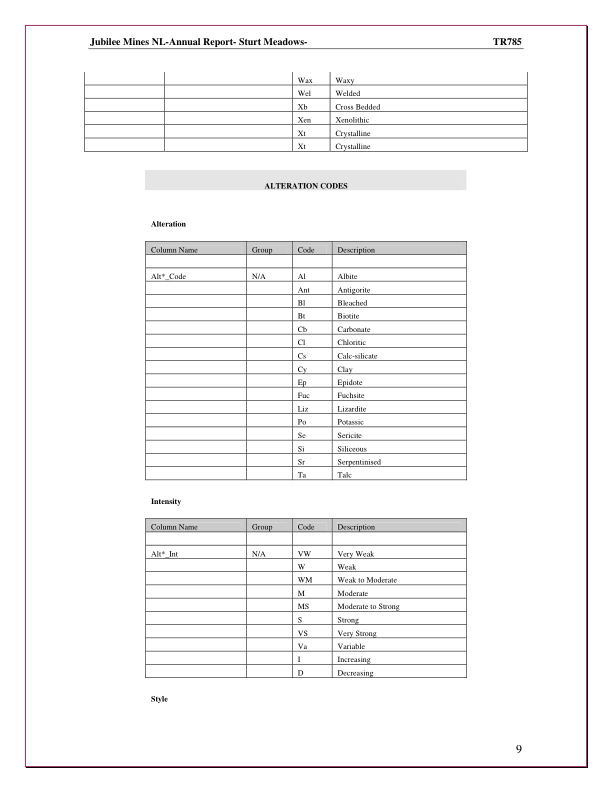 Jubilee Mines NL-Annual Report- Sturt Meadows- TR785
Wax Waxy
Wel Welded
Xb Cross Bedded
Xen Xenolithic
Xt Crystalline
Xt Crystalline
ALTERATION CODES
Alteration
Column Name Group Code Description
Alt*_Code N/A Al Albite
Ant Antigorite
Bl Bleached
Bt Biotite
Cb Carbonate
Cl Chloritic
Cs Calc-silicate
Cy Clay
Ep Epidote
Fuc Fuchsite
Liz Lizardite
Po Potassic
Se Sericite
Si Siliceous
Sr Serpentinised
Ta Talc
Intensity
Column Name Group Code Description
Alt*_Int N/A VW Very Weak
W Weak
WM Weak to Moderate
M Moderate
MS Moderate to Strong
S Strong
VS Very Strong
Va Variable
I Increasing
D Decreasing
Style
9